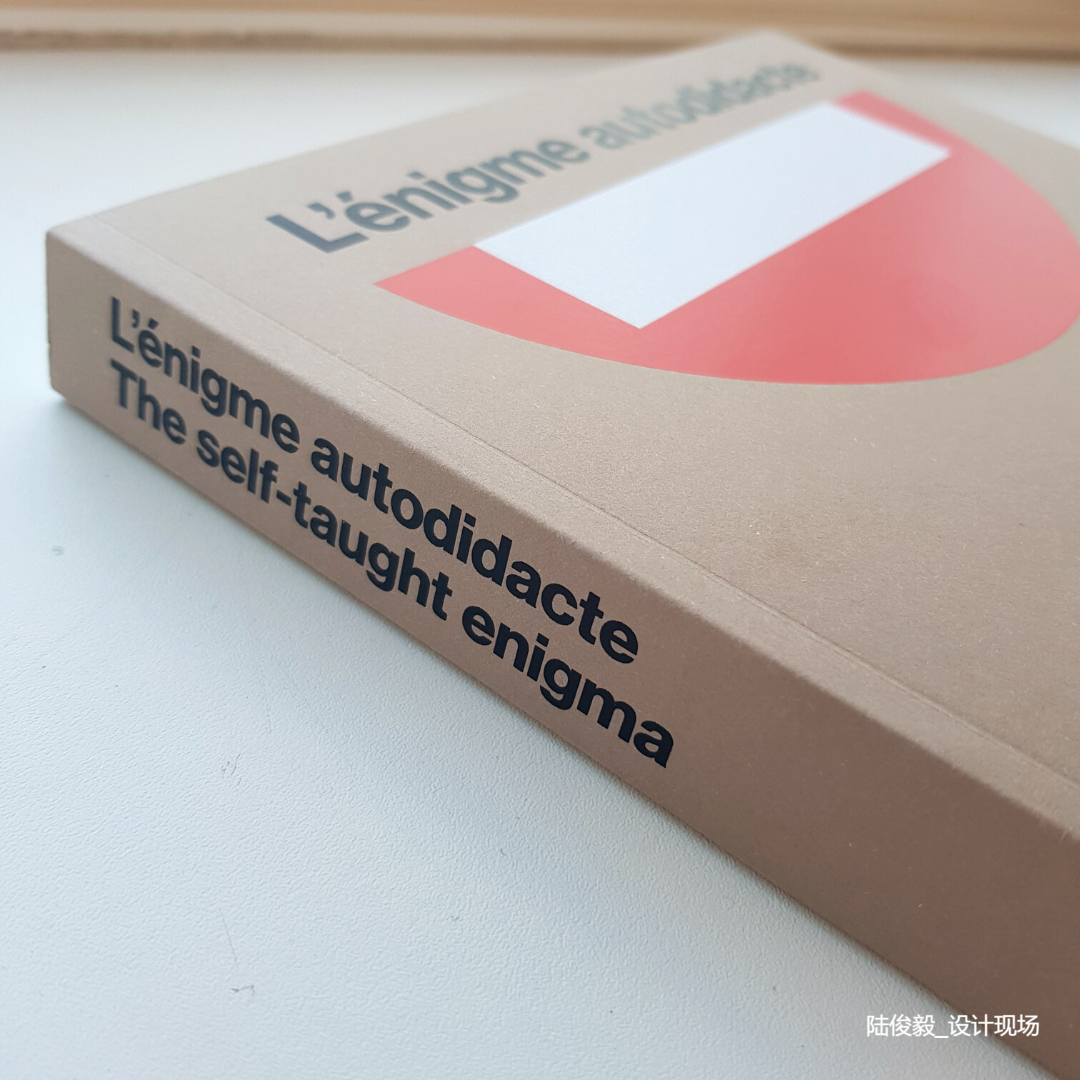 L'énigme autodidacte
L'énigme autodidacte
The self-taught enigma
陆俊毅_设计现场